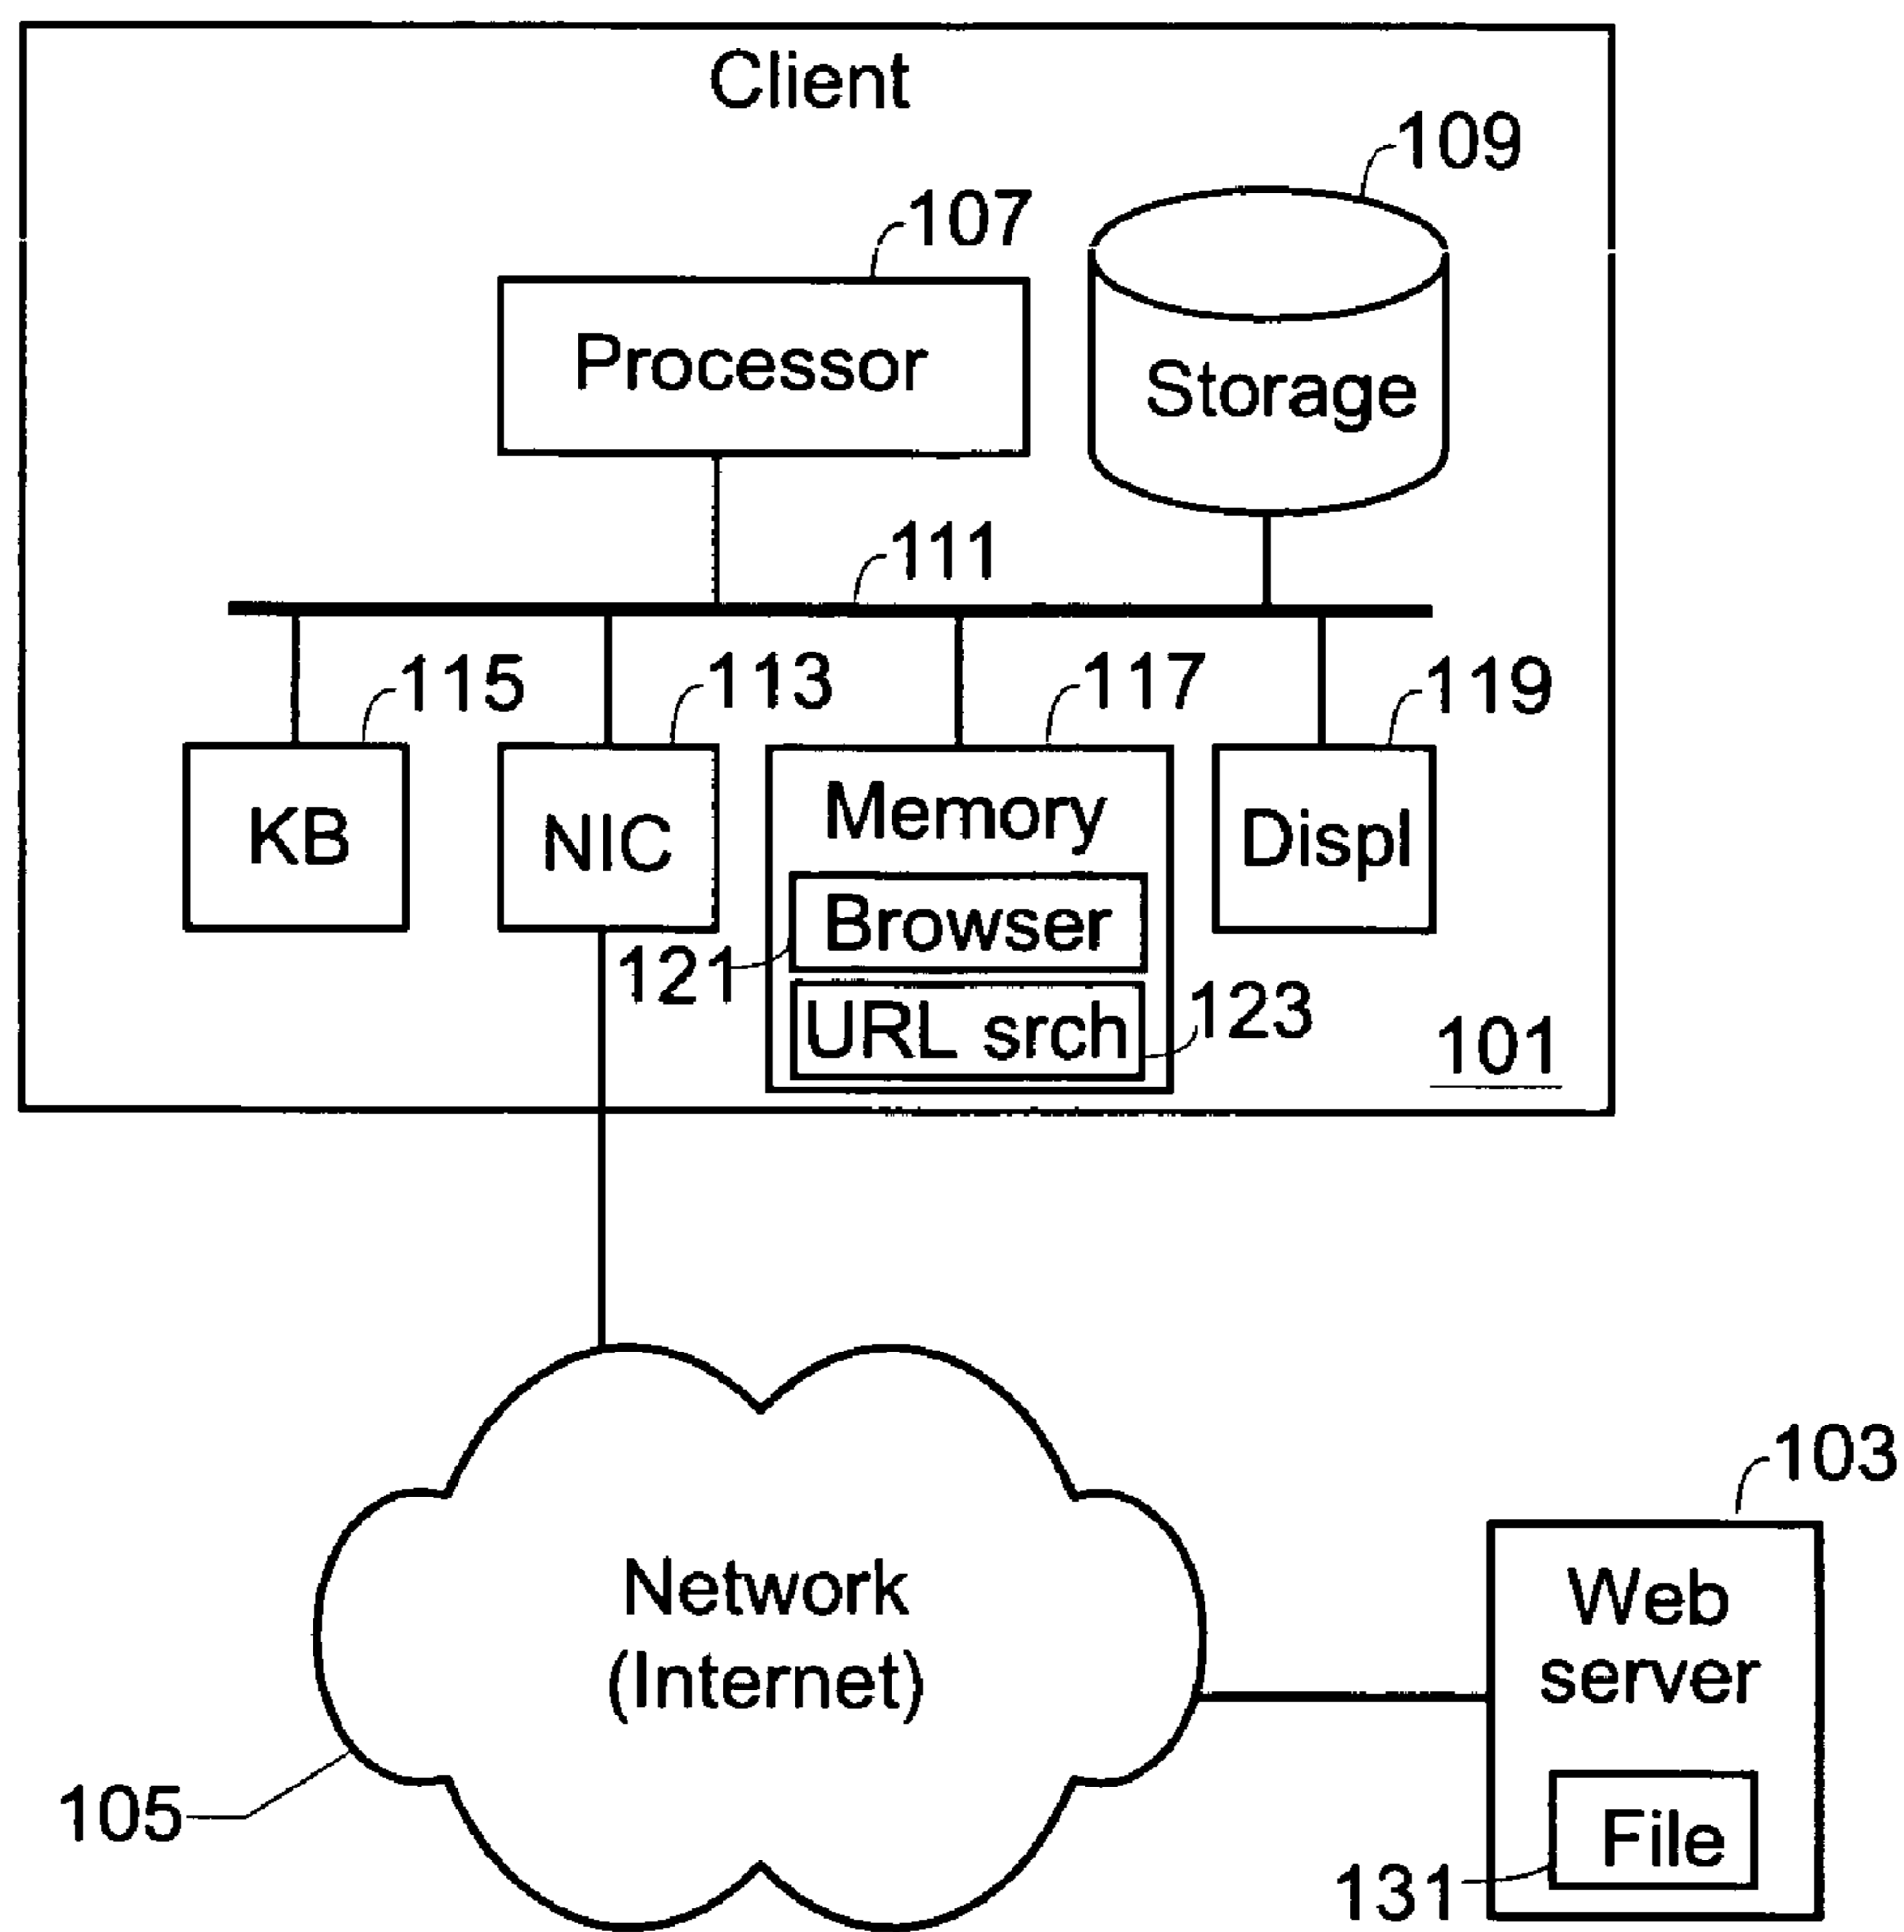 Client
109
107
Processor
Storage
111
115
113
117
119
KB
NIC
Memory
Displ
Browser
121
URL srch
123
101
103
Network
(Internet)
Web
server
105
File
131